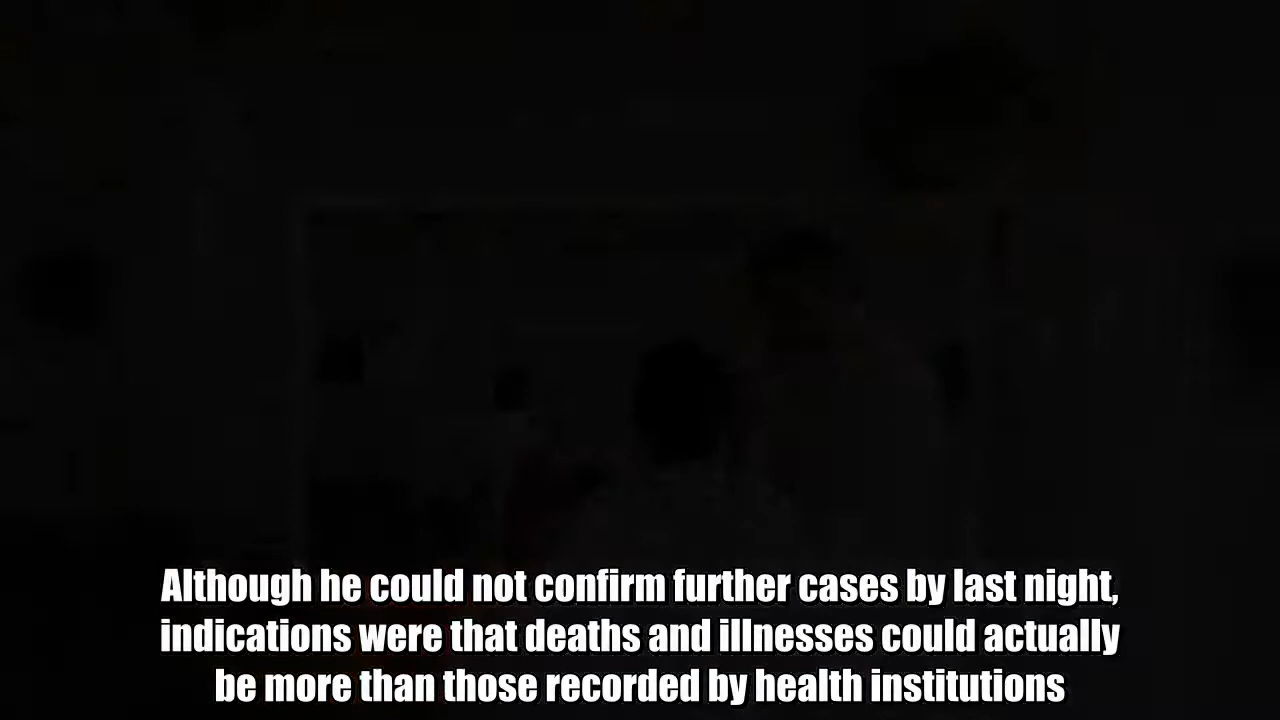 Although he could not confirm further cases by last night,
indications were that deaths and illnesses could actually
be more than those recorded by health institutions